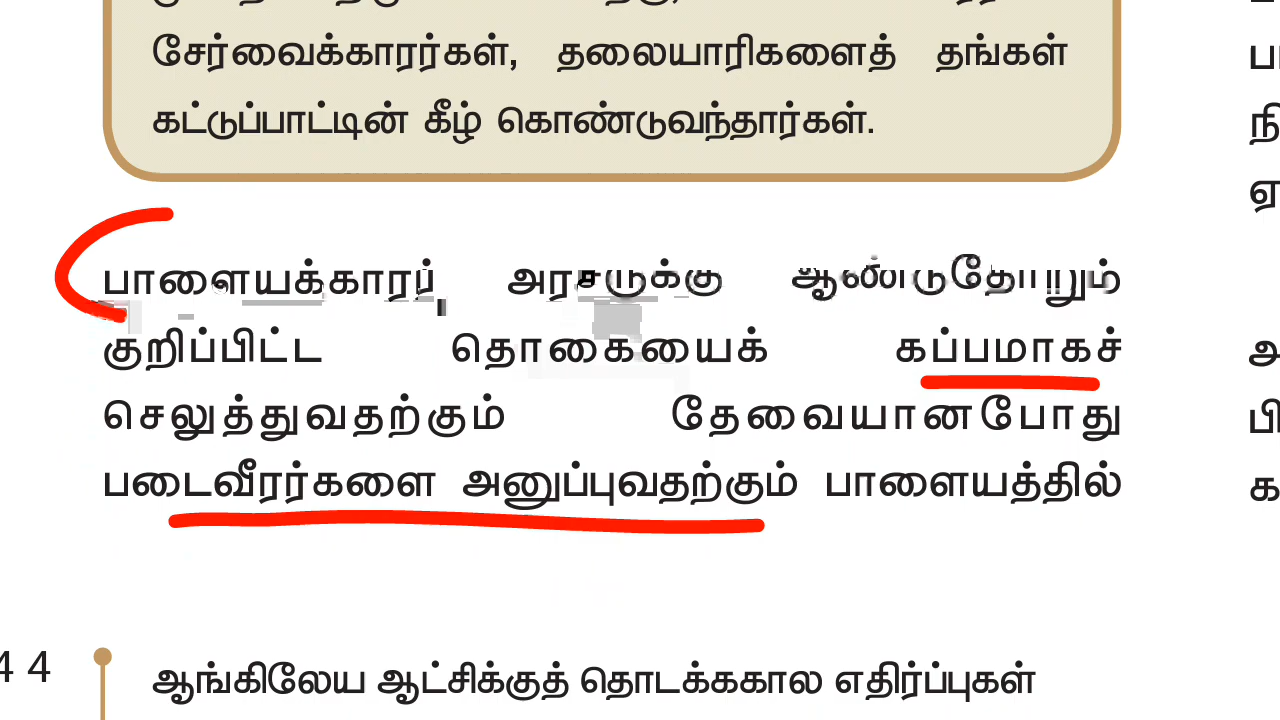 சேர்வைக்காரர்கள், தலையாரிகளைத் தங்கள்
கட்டுப்பாட்டின் கீழ் கொண்டுவந்தார்கள்.
பாளையக்காரர் அரசருக்கு ஆண்டுதோறும்
குறிப்பிட்ட தொகையைக் கப்பமாகச்
செலுத்துவதற்கும் தேவையானபோது
படைவீரர்களை அனுப்புவதற்கும் பாளையத்தில்
44 ஆங்கிலேய ஆட்சிக்குத் தொடக்ககால எதிர்ப்புகள்